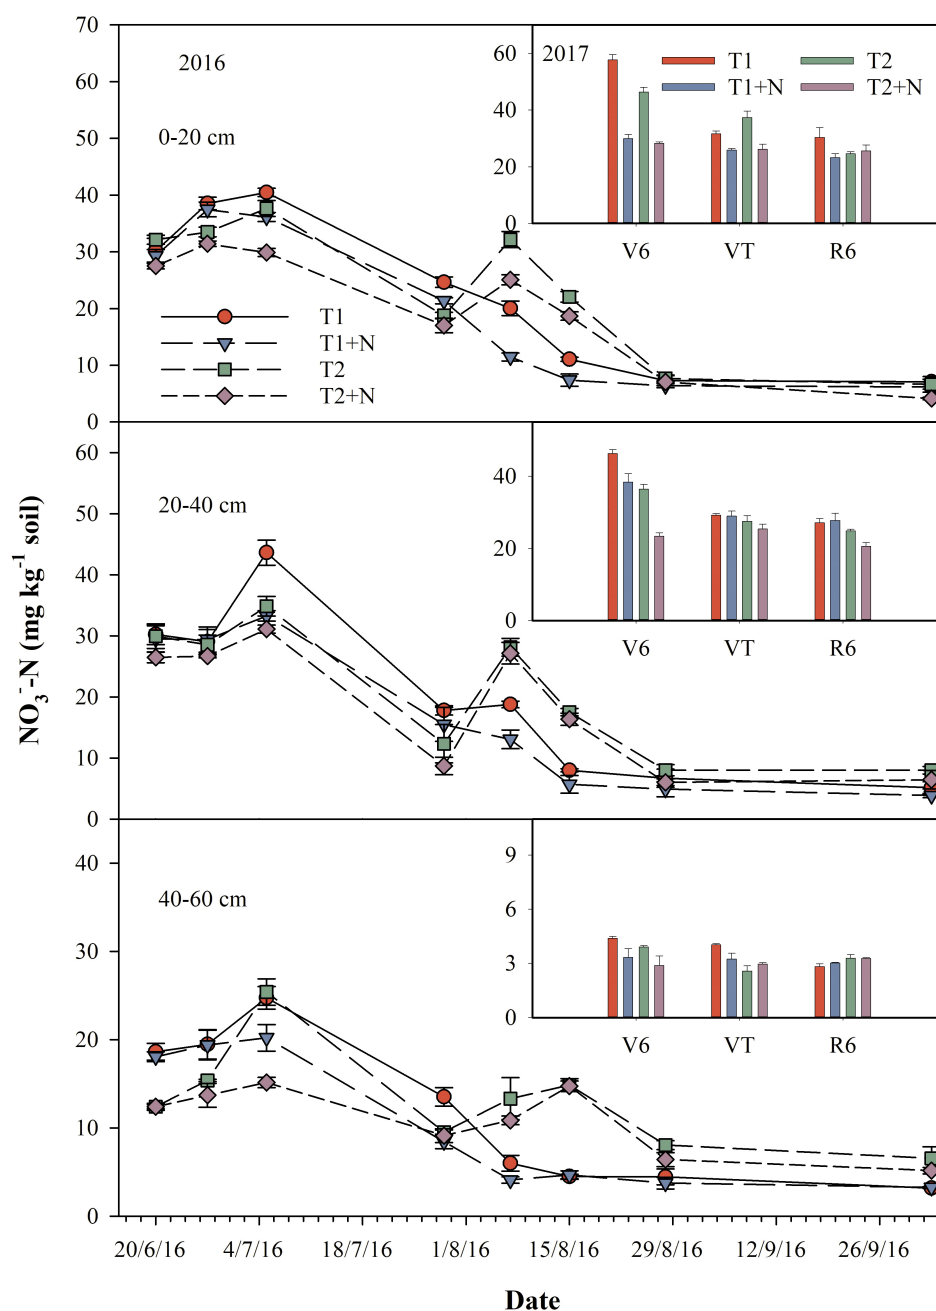 70
60
50
40
30
20
10
0
2016
0-20 cm
T1
T1+N
T2
T2+N
2017
T1
T2
T1+N
T2+N
60
40
20
0
V6 VT R6
60
50
40
30
20
10
0
20-40 cm
40
20
0
V6 VT R6
40
30
20
10
0
40-60 cm
9
6
3
0
V6 VT R6
NO₃⁻-N (mg kg⁻¹ soil)
20/6/16 4/7/16 18/7/16 1/8/16 15/8/16 29/8/16 12/9/16 26/9/16
Date